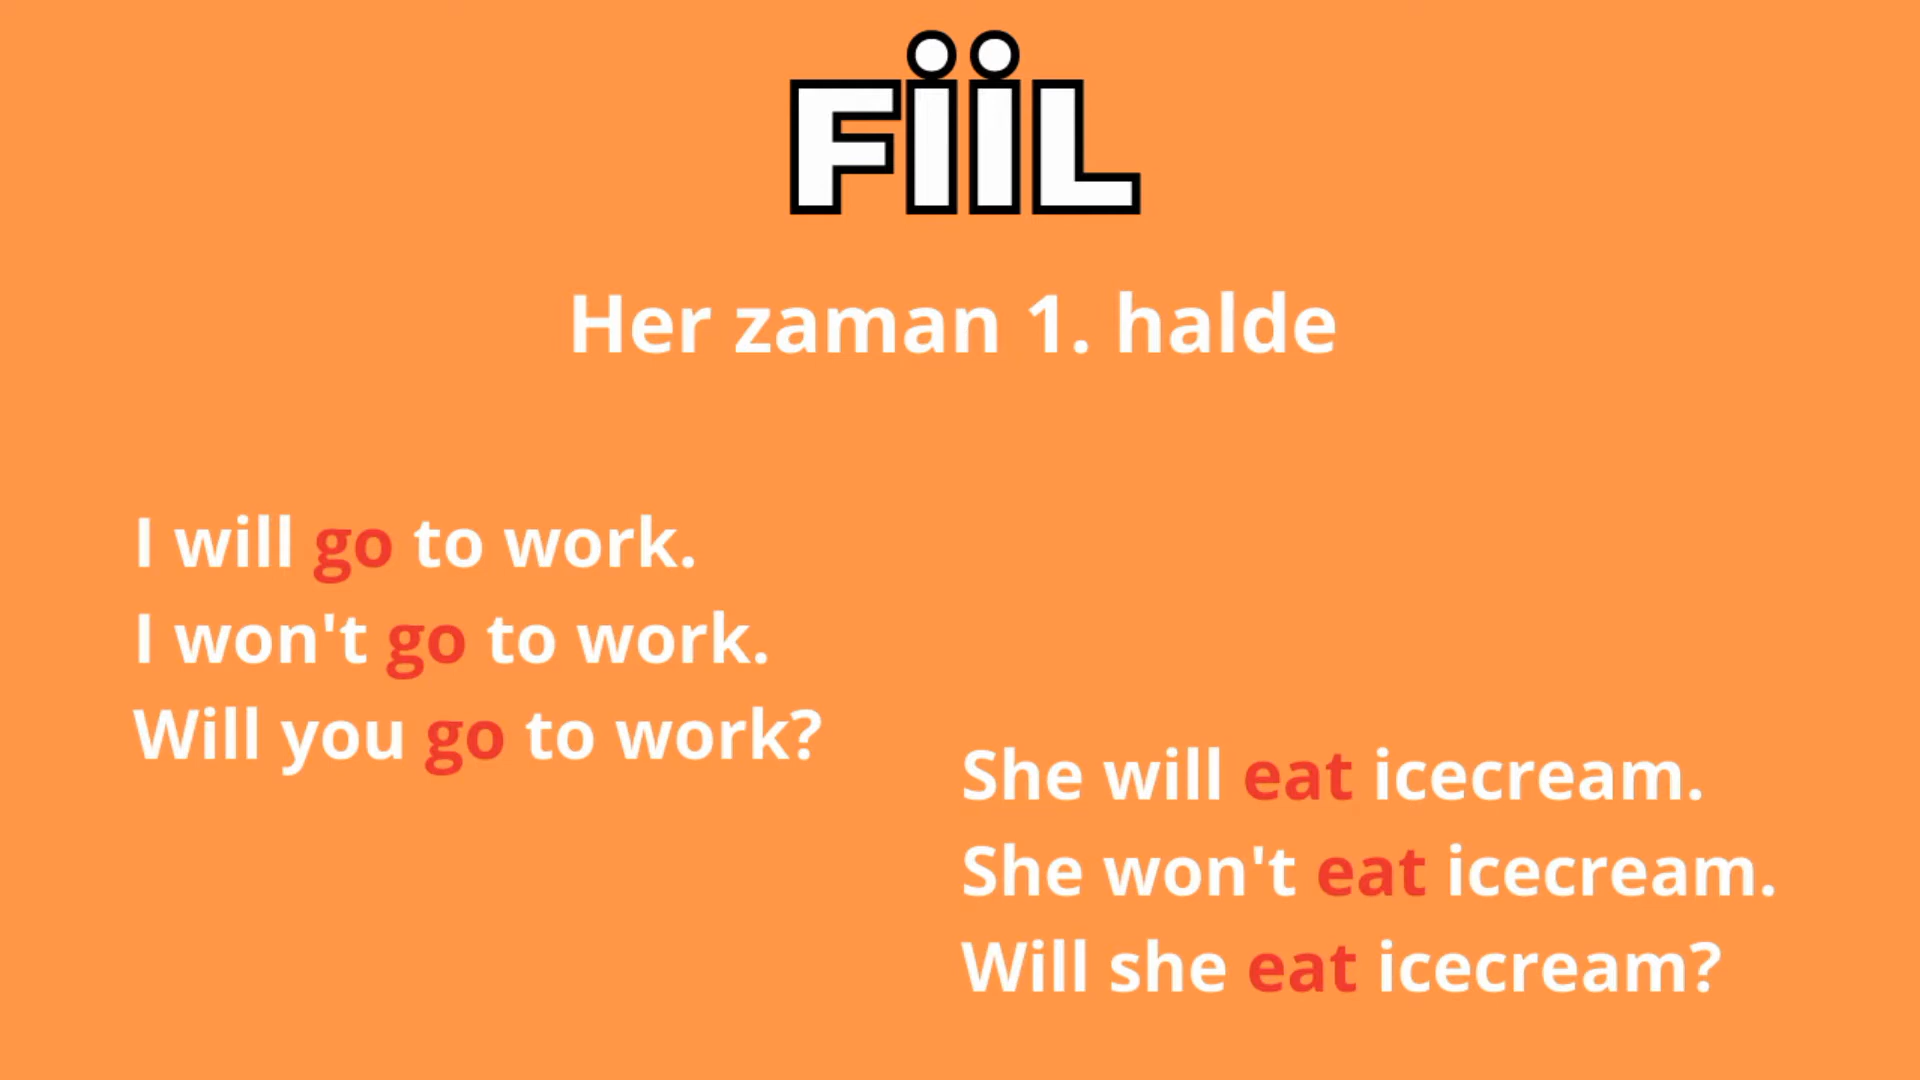 FiiL
Her zaman 1. halde
I will go to work.
I won't go to work.
Will you go to work?
She will eat icecream.
She won't eat icecream.
Will she eat icecream?